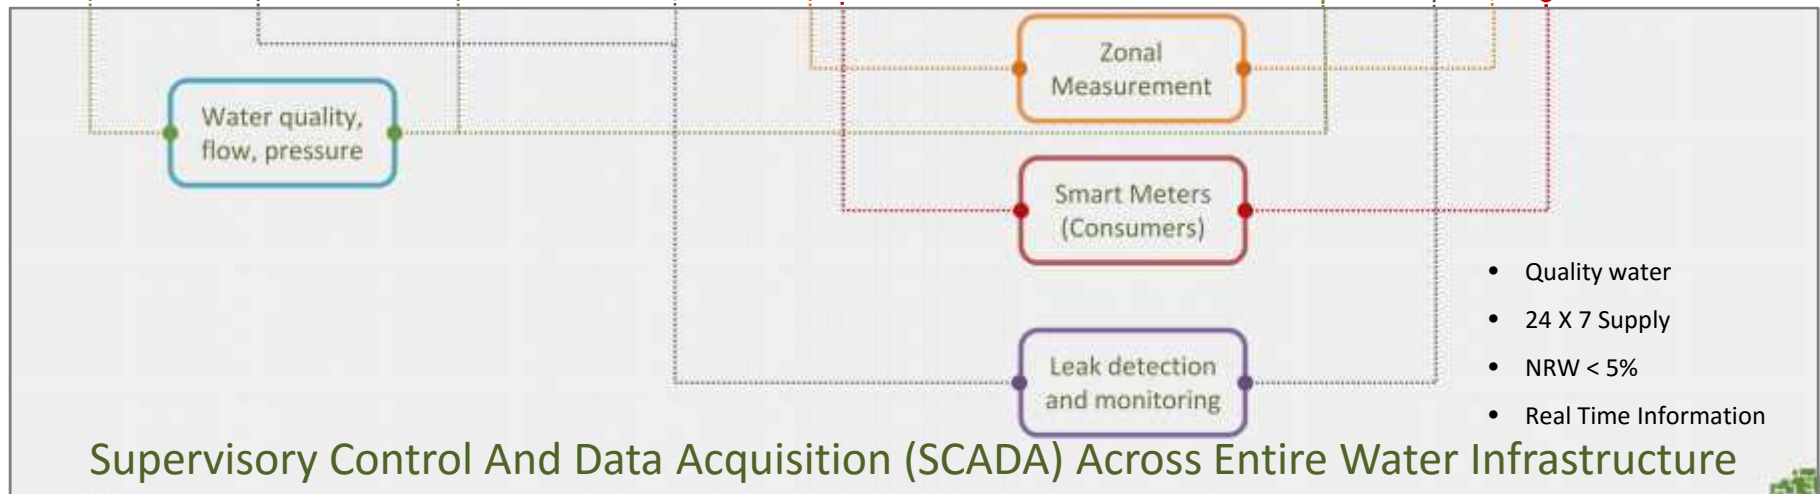 Zonal
Measurement
Water quality,
flow, pressure
Smart Meters
(Consumers)
• Quality water
• 24 X 7 Supply
• NRW < 5%
• Real Time Information
Leak detection
and monitoring
Supervisory Control And Data Acquisition (SCADA) Across Entire Water Infrastructure